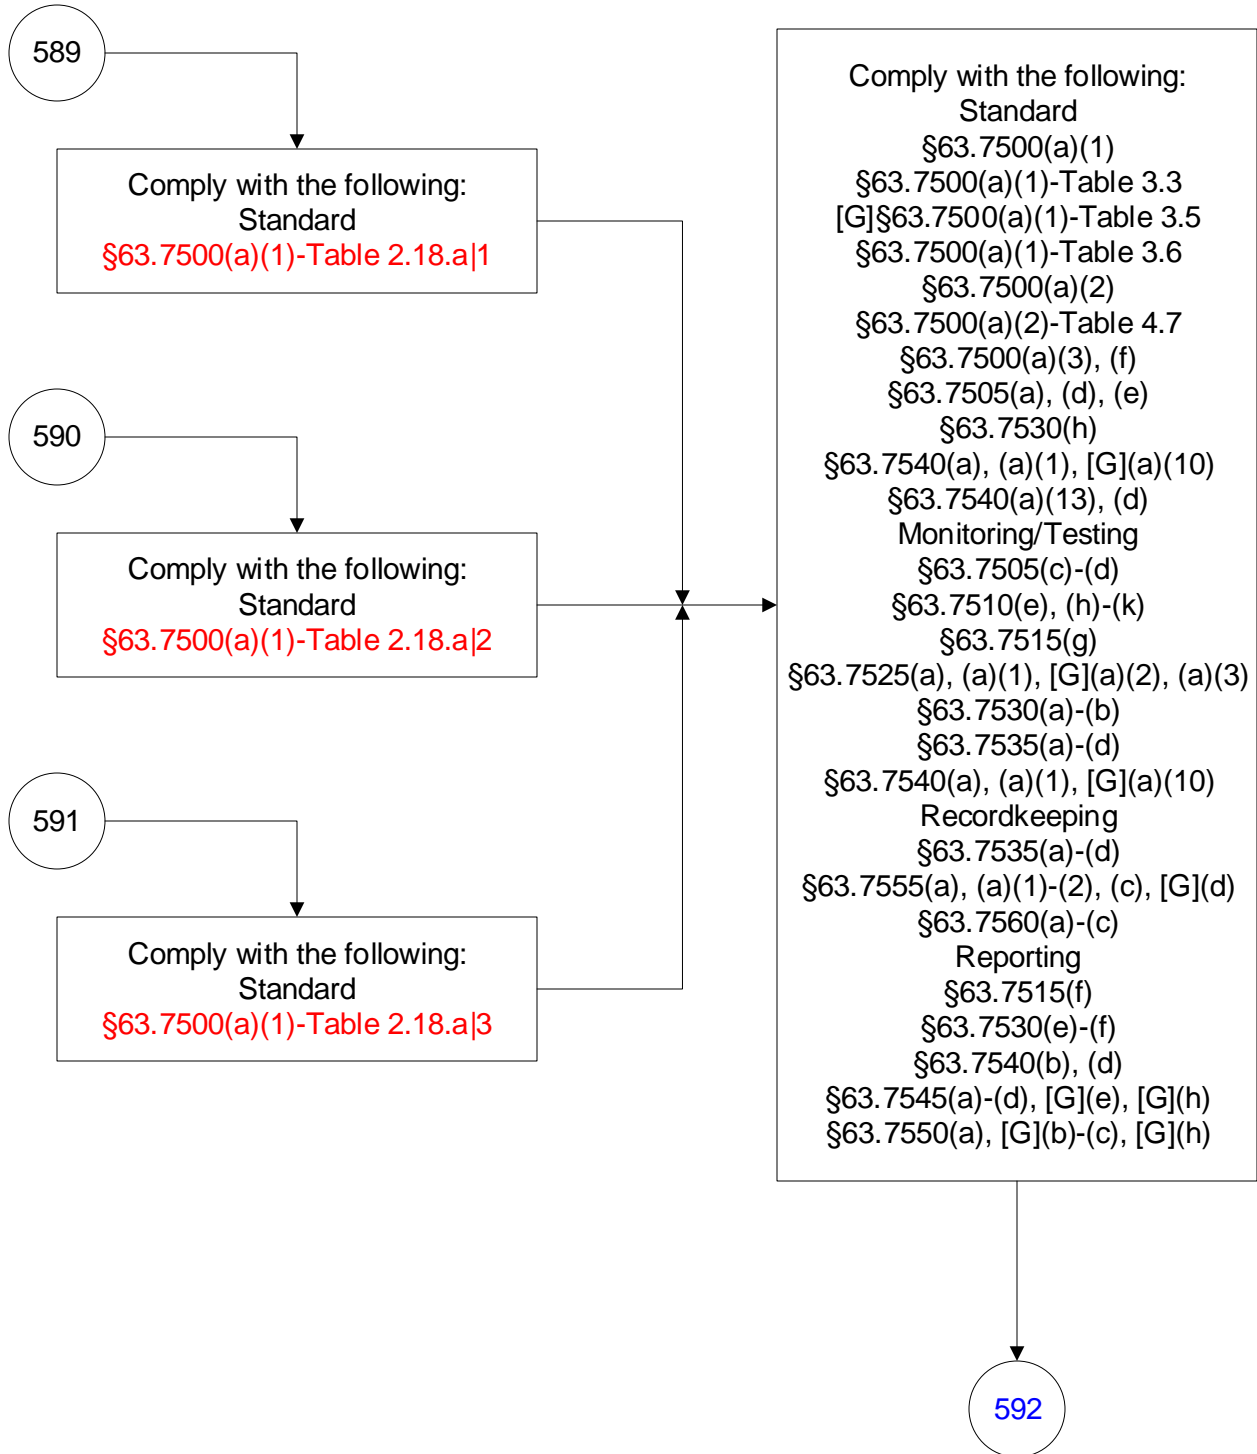 589
Comply with the following:
Standard
§63.7500(a)(1)-Table 2.18.a|1
590
Comply with the following:
Standard
§63.7500(a)(1)-Table 2.18.a|2
591
Comply with the following:
Standard
§63.7500(a)(1)-Table 2.18.a|3
Comply with the following:
Standard
§63.7500(a)(1)
§63.7500(a)(1)-Table 3.3
[G]§63.7500(a)(1)-Table 3.5
§63.7500(a)(1)-Table 3.6
§63.7500(a)(2)
§63.7500(a)(2)-Table 4.7
§63.7500(a)(3), (f)
§63.7505(a), (d), (e)
§63.7530(h)
§63.7540(a), (a)(1), [G](a)(10)
§63.7540(a)(13), (d)
Monitoring/Testing
§63.7505(c)-(d)
§63.7510(e), (h)-(k)
§63.7515(g)
§63.7525(a), (a)(1), [G](a)(2), (a)(3)
§63.7530(a)-(b)
§63.7535(a)-(d)
§63.7540(a), (a)(1), [G](a)(10)
Recordkeeping
§63.7535(a)-(d)
§63.7555(a), (a)(1)-(2), (c), [G](d)
§63.7560(a)-(c)
Reporting
§63.7515(f)
§63.7530(e)-(f)
§63.7540(b), (d)
§63.7545(a)-(d), [G](e), [G](h)
§63.7550(a), [G](b)-(c), [G](h)
592